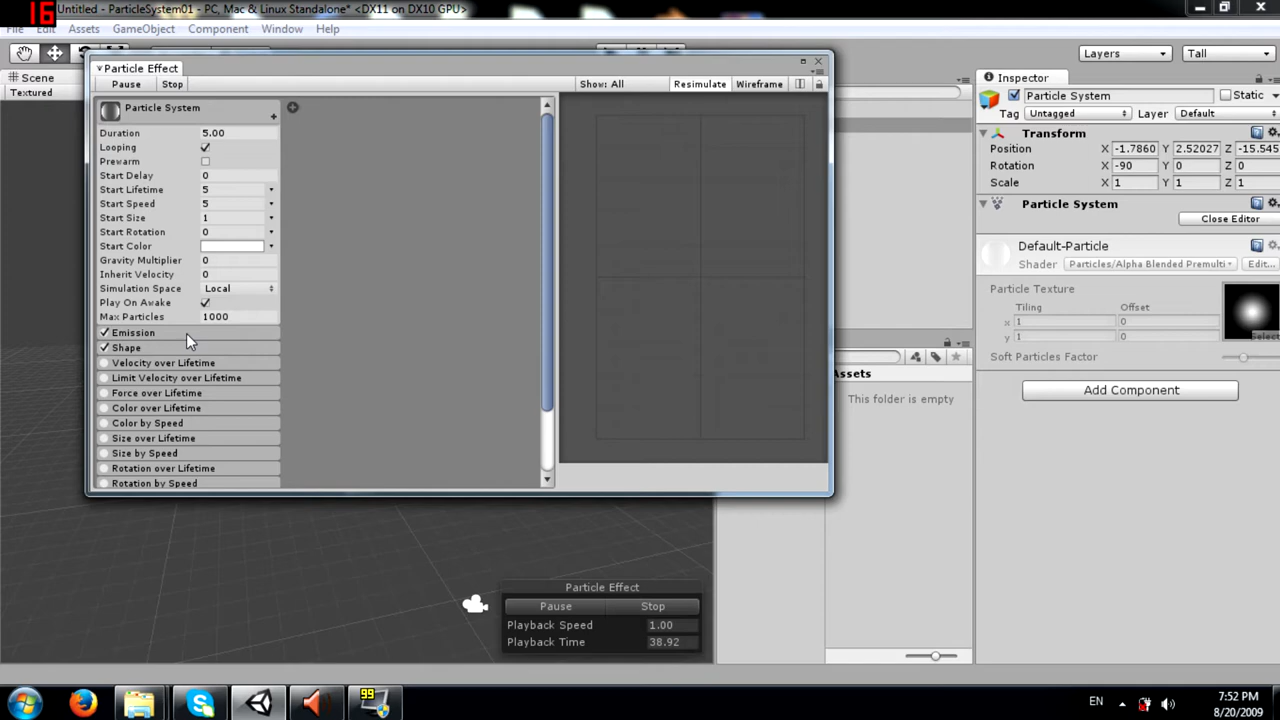 16
Untitled - ParticleSystem01 - PC, Mac & Linux Standalone* <DX11 on DX10 GPU>
File Edit Assets GameObject Component Window Help
Layers Tall
Scene
Textured
Particle Effect
Pause Stop Show: All Resimulate Wireframe
Particle System
Duration 5.00
Looping
Prewarm
Start Delay 0
Start Lifetime 5
Start Speed 5
Start Size 1
Start Rotation 0
Start Color
Gravity Multiplier 0
Inherit Velocity 0
Simulation Space Local
Play On Awake
Max Particles 1000
Emission
Shape
Velocity over Lifetime
Limit Velocity over Lifetime
Force over Lifetime
Color over Lifetime
Color by Speed
Size over Lifetime
Size by Speed
Rotation over Lifetime
Rotation by Speed
Inspector
Particle System Static
Tag Untagged Layer Default
Transform
Position X -1.7860 Y 2.52027 Z -15.545
Rotation X -90 Y 0 Z 0
Scale X 1 Y 1 Z 1
Particle System
Close Editor
Default-Particle
Shader Particles/Alpha Blended Premulti Edit...
Particle Texture
Tiling Offset
x 1 0
y 1 0
Select
Soft Particles Factor
Add Component
Assets
This folder is empty
Particle Effect
Pause Stop
Playback Speed 1.00
Playback Time 38.92
99
EN
7:52 PM
8/20/2009